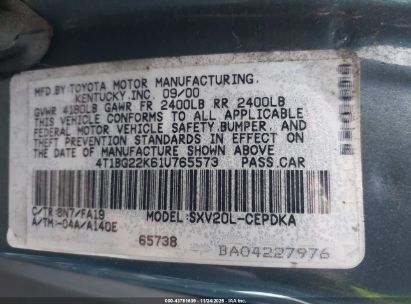 MFD. BY TOYOTA MOTOR MANUFACTURING,
KENTUCKY, INC. 09/00
GVWR 4180LB GAWR FR 2400LB RR 2400LB
THIS VEHICLE CONFORMS TO ALL APPLICABLE
FEDERAL MOTOR VEHICLE SAFETY, BUMPER, AND
THEFT PREVENTION STANDARDS IN EFFECT ON
THE DATE OF MANUFACTURE SHOWN ABOVE.
4T1BG22K61U765573 PASS.CAR
C/TR:8N7/FA19 MODEL:SXV20L-CEPDKA
A/TM:-04A/A140E
65738 BA04227976